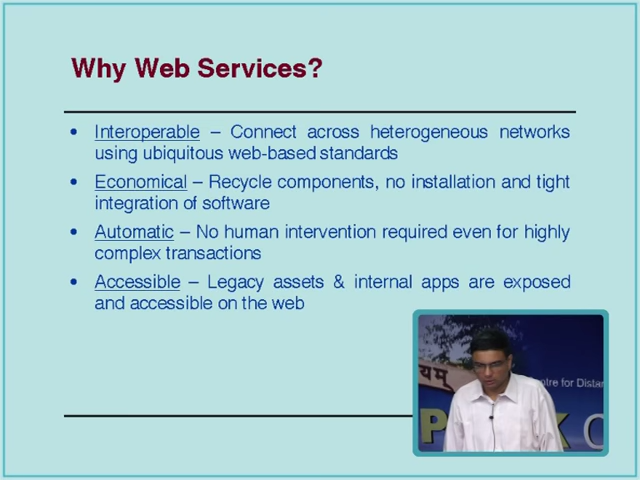 Why Web Services?
• Interoperable – Connect across heterogeneous networks
using ubiquitous web-based standards
• Economical – Recycle components, no installation and tight
integration of software
• Automatic – No human intervention required even for highly
complex transactions
• Accessible – Legacy assets & internal apps are exposed
and accessible on the web
यम्
Centre for Distan